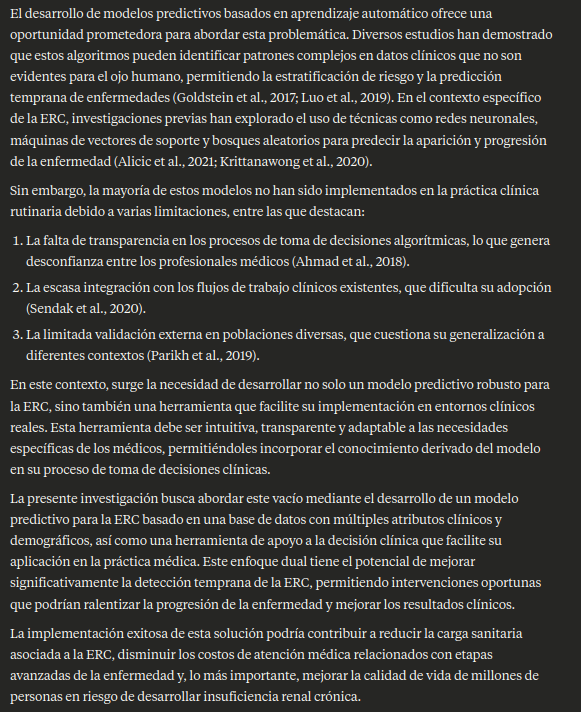 El desarrollo de modelos predictivos basados en aprendizaje automático ofrece una
oportunidad prometedora para abordar esta problemática. Diversos estudios han demostrado
que estos algoritmos pueden identificar patrones complejos en datos clínicos que no son
evidentes para el ojo humano, permitiendo la estratificación de riesgo y la predicción
temprana de enfermedades (Goldstein et al., 2017; Luo et al., 2019). En el contexto específico
de la ERC, investigaciones previas han explorado el uso de técnicas como redes neuronales,
máquinas de vectores de soporte y bosques aleatorios para predecir la aparición y progresión
de la enfermedad (Alicic et al., 2021; Krittanawong et al., 2020).
Sin embargo, la mayoría de estos modelos no han sido implementados en la práctica clínica
rutinaria debido a varias limitaciones, entre las que destacan:
1. La falta de transparencia en los procesos de toma de decisiones algorítmicas, lo que genera
desconfianza entre los profesionales médicos (Ahmad et al., 2018).
2. La escasa integración con los flujos de trabajo clínicos existentes, que dificulta su adopción
(Sendak et al., 2020).
3. La limitada validación externa en poblaciones diversas, que cuestiona su generalización a
diferentes contextos (Parikh et al., 2019).
En este contexto, surge la necesidad de desarrollar no solo un modelo predictivo robusto para
la ERC, sino también una herramienta que facilite su implementación en entornos clínicos
reales. Esta herramienta debe ser intuitiva, transparente y adaptable a las necesidades
específicas de los médicos, permitiéndoles incorporar el conocimiento derivado del modelo
en su proceso de toma de decisiones clínicas.
La presente investigación busca abordar este vacío mediante el desarrollo de un modelo
predictivo para la ERC basado en una base de datos con múltiples atributos clínicos y
demográficos, así como una herramienta de apoyo a la decisión clínica que facilite su
aplicación en la práctica médica. Este enfoque dual tiene el potencial de mejorar
significativamente la detección temprana de la ERC, permitiendo intervenciones oportunas
que podrían ralentizar la progresión de la enfermedad y mejorar los resultados clínicos.
La implementación exitosa de esta solución podría contribuir a reducir la carga sanitaria
asociada a la ERC, disminuir los costos de atención médica relacionados con etapas
avanzadas de la enfermedad y, lo más importante, mejorar la calidad de vida de millones de
personas en riesgo de desarrollar insuficiencia renal crónica.